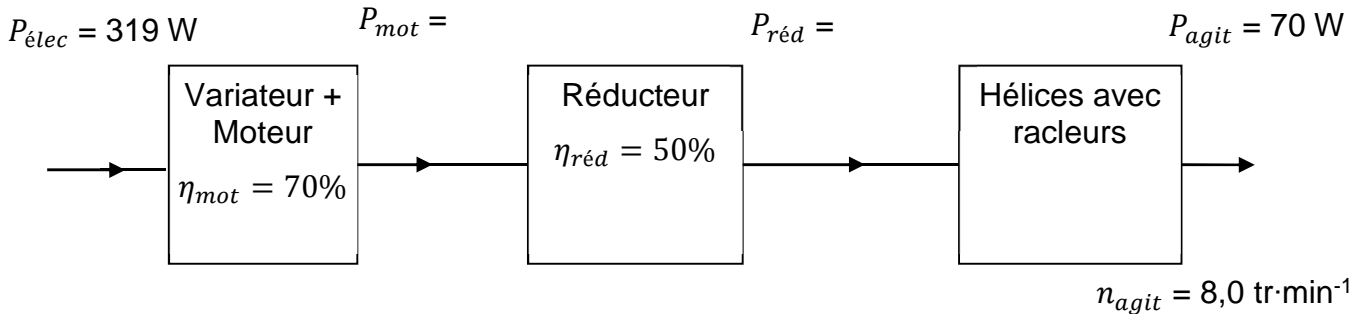 P_élec = 319 W
P_mot =
P_réd =
P_agit = 70 W
Variateur +
Moteur
η_mot = 70%
Réducteur
η_réd = 50%
Hélices avec
racleurs
n_agit = 8,0 tr·min⁻¹